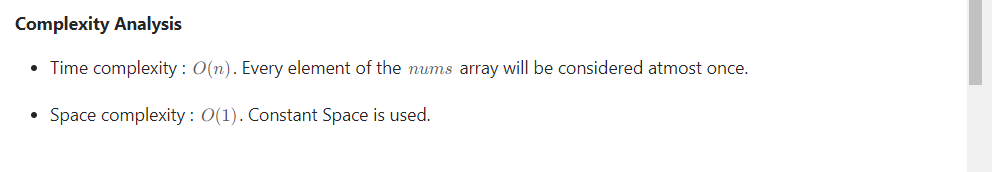 Complexity Analysis
• Time complexity : O(n). Every element of the nums array will be considered atmost once.
• Space complexity : O(1). Constant Space is used.